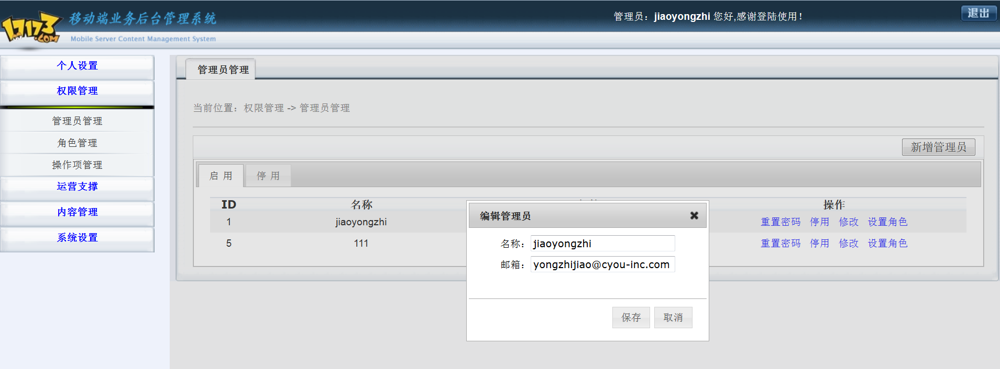 17173.COM
移动端业务后台管理系统
Mobile Server Content Management System
管理员：jiaoyongzhi 您好,感谢登陆使用！
退出
个人设置
权限管理
管理员管理
角色管理
操作项管理
运营支撑
内容管理
系统设置
管理员管理
当前位置：权限管理 -> 管理员管理
新增管理员
启 用 停 用
ID 名称 操作
1 jiaoyongzhi 重置密码 停用 修改 设置角色
5 111 重置密码 停用 修改 设置角色
编辑管理员 ✖
名称：jiaoyongzhi
邮箱：yongzhijiao@cyou-inc.com
保存 取消